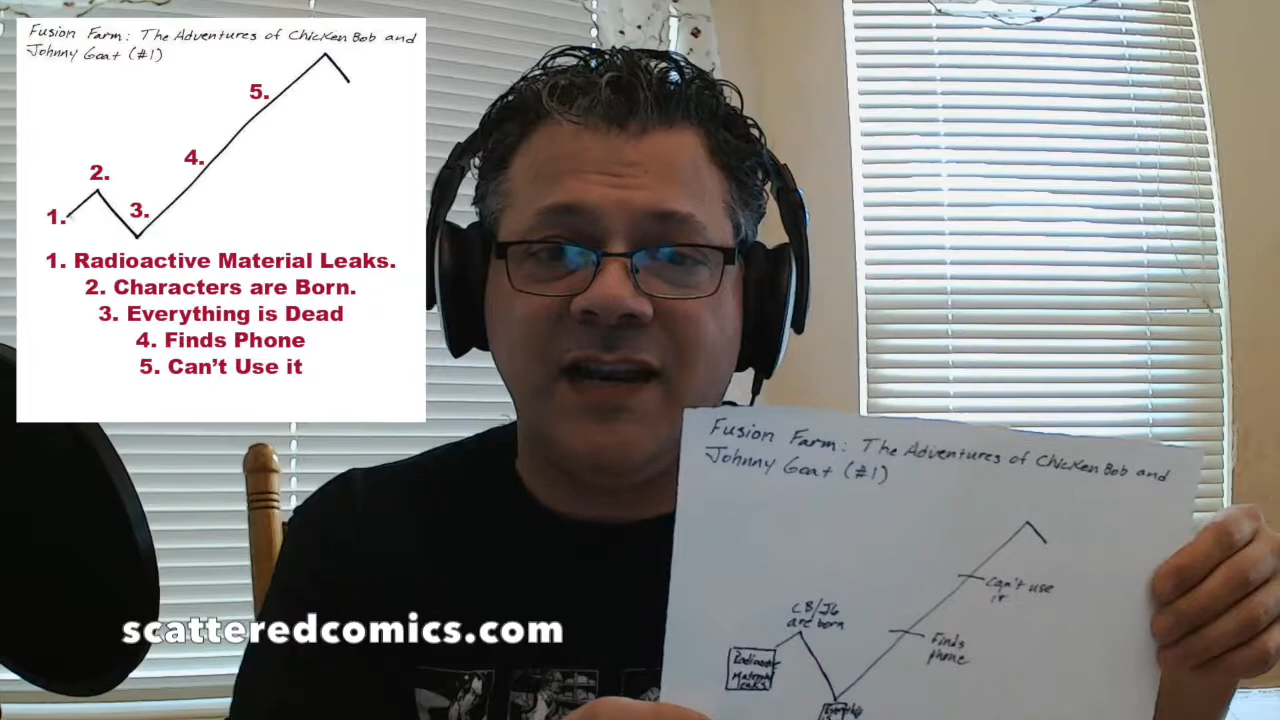 Fusion Farm: The Adventures of Chicken Bob and
Johnny Goat (#1)
5.
4.
2.
3.
1.
1. Radioactive Material Leaks.
2. Characters are Born.
3. Everything is Dead
4. Finds Phone
5. Can't Use it
scatteredcomics.com
Fusion Farm: The Adventures of Chicken Bob and
Johnny Goat (#1)
Can't use
it
CB/JG
are born
Finds
phone
Radioactive
Material
Leaks